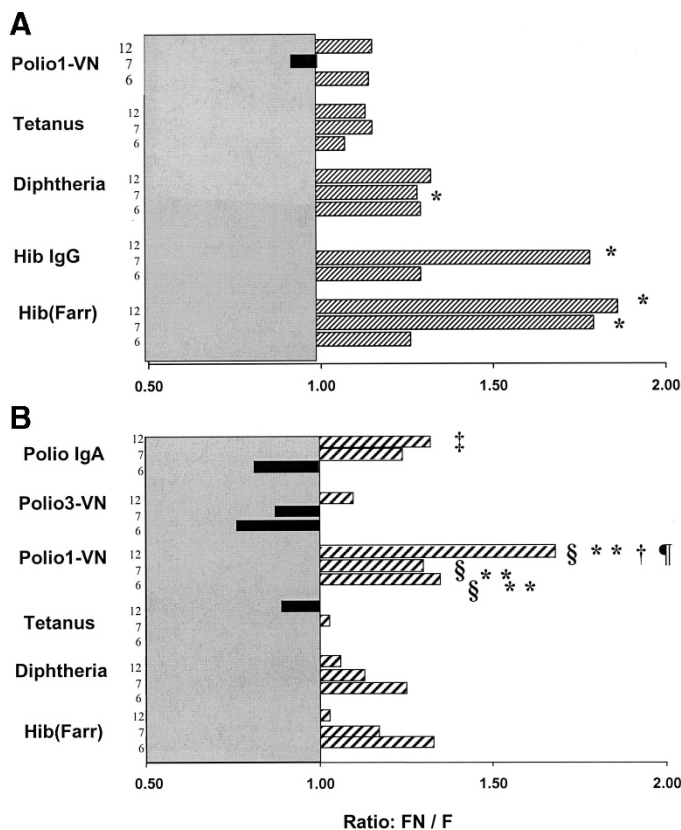 A
Polio1-VN
12
7
6
Tetanus
12
7
6
Diphtheria
12
7
6
*
Hib IgG
12
7
6
*
Hib(Farr)
12
7
6
*
*
0.50 1.00 1.50 2.00
B
Polio IgA
12
7
6
‡
Polio3-VN
12
7
6
Polio1-VN
12
7
6
§ * * † ¶
§ * *
§ * *
Tetanus
12
7
6
Diphtheria
12
7
6
Hib(Farr)
12
7
6
0.50 1.00 1.50 2.00
Ratio: FN / F